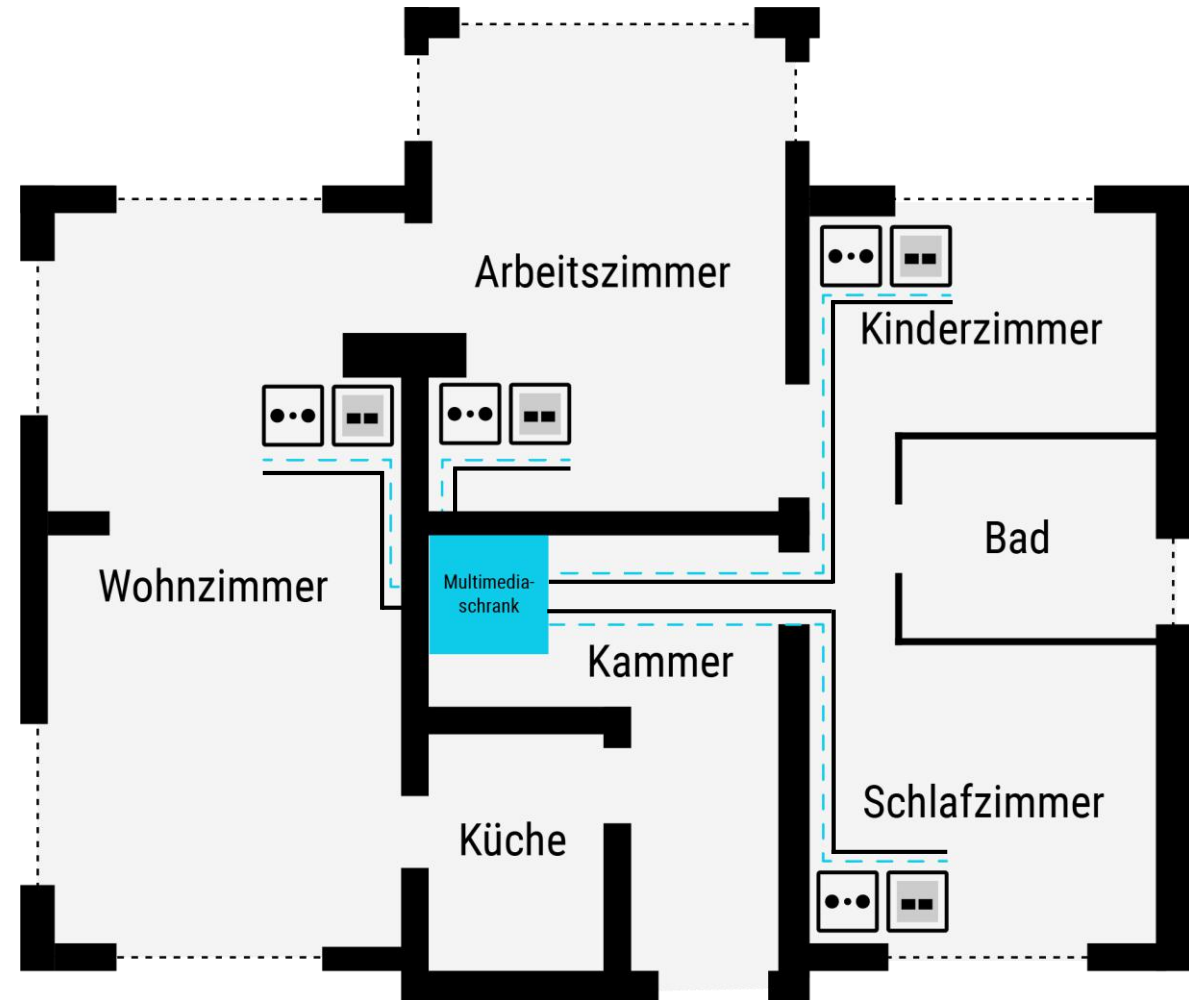 Arbeitszimmer
Kinderzimmer
Bad
Wohnzimmer
Multimedia-
schrank
Kammer
Schlafzimmer
Küche